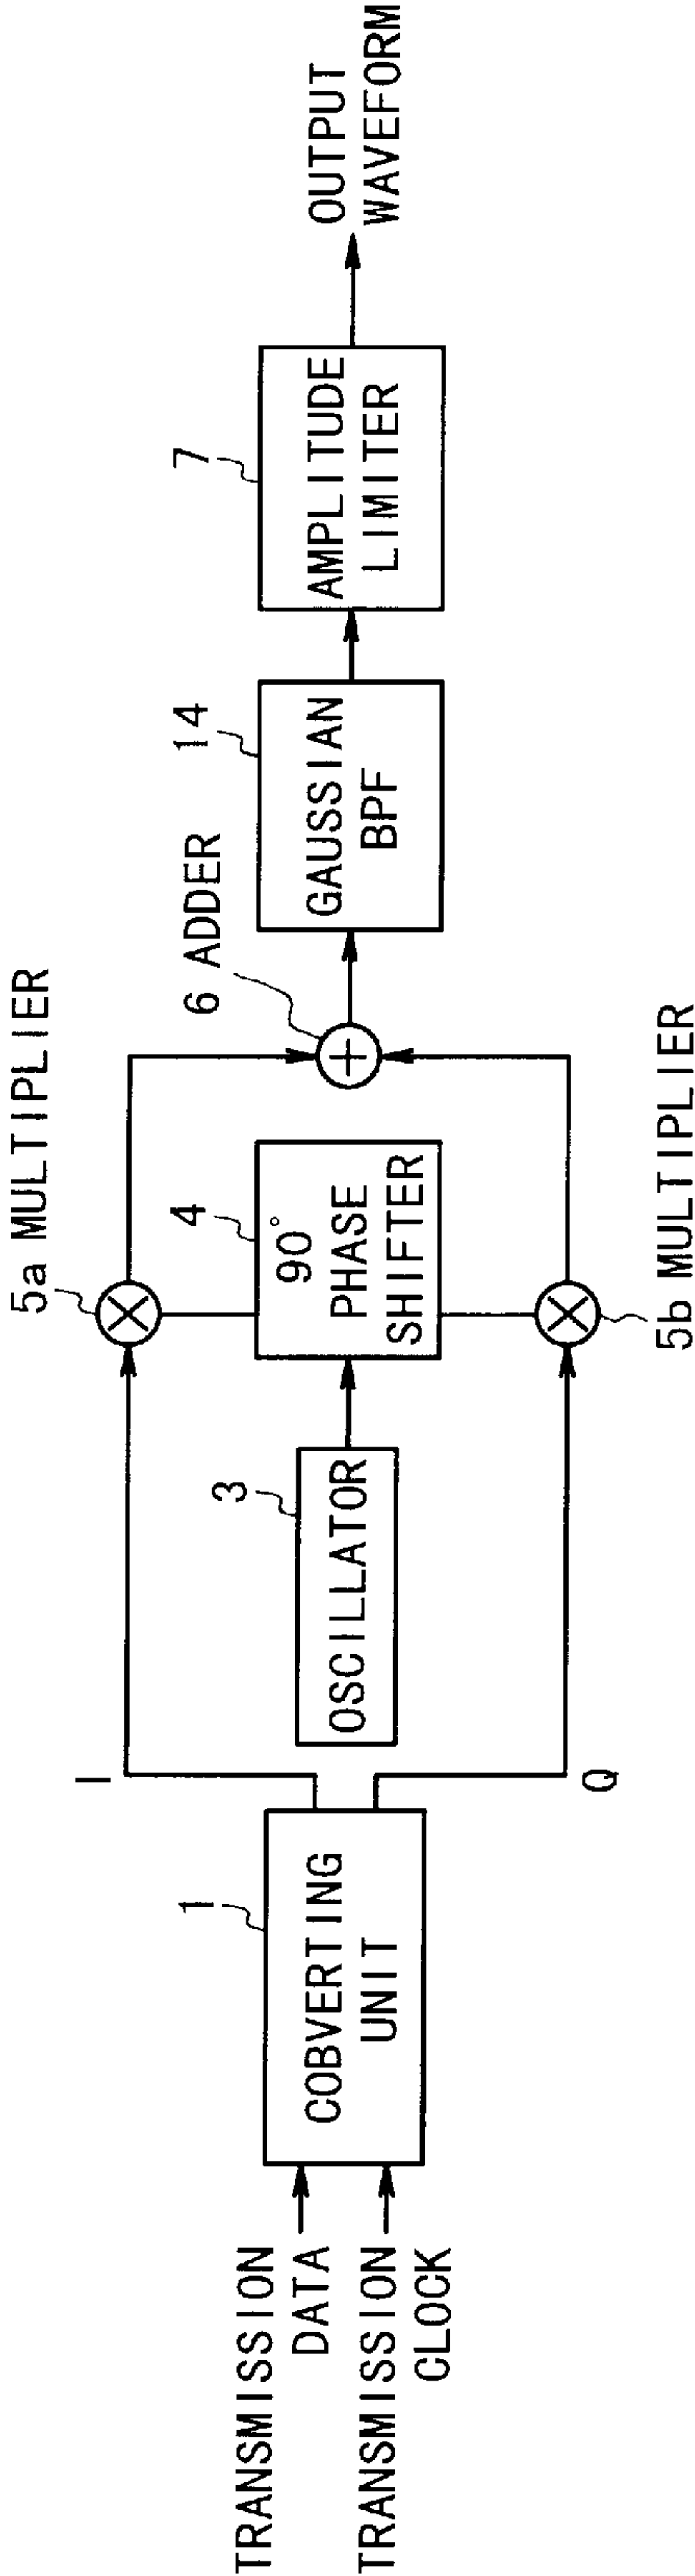 TRANSMISSION
DATA
TRANSMISSION
CLOCK
1
COBVERTING
UNIT
I
Q
3
OSCILLATOR
5a MULTIPLIER
4
90°
PHASE
SHIFTER
5b MULTIPLIER
6 ADDER
14
GAUSSIAN
BPF
7
AMPLITUDE
LIMITER
OUTPUT
WAVEFORM